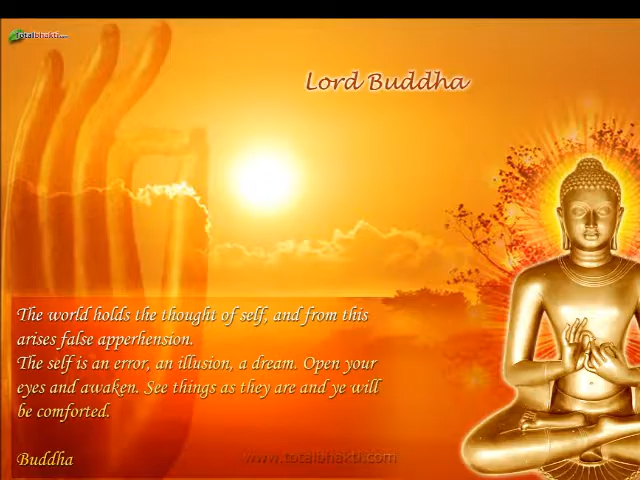 totalbhakti.com
Lord Buddha
The world holds the thought of self, and from this
arises false apperhension.
The self is an error, an illusion, a dream. Open your
eyes and awaken. See things as they are and ye will
be comforted.
Buddha
www.totalbhakti.com